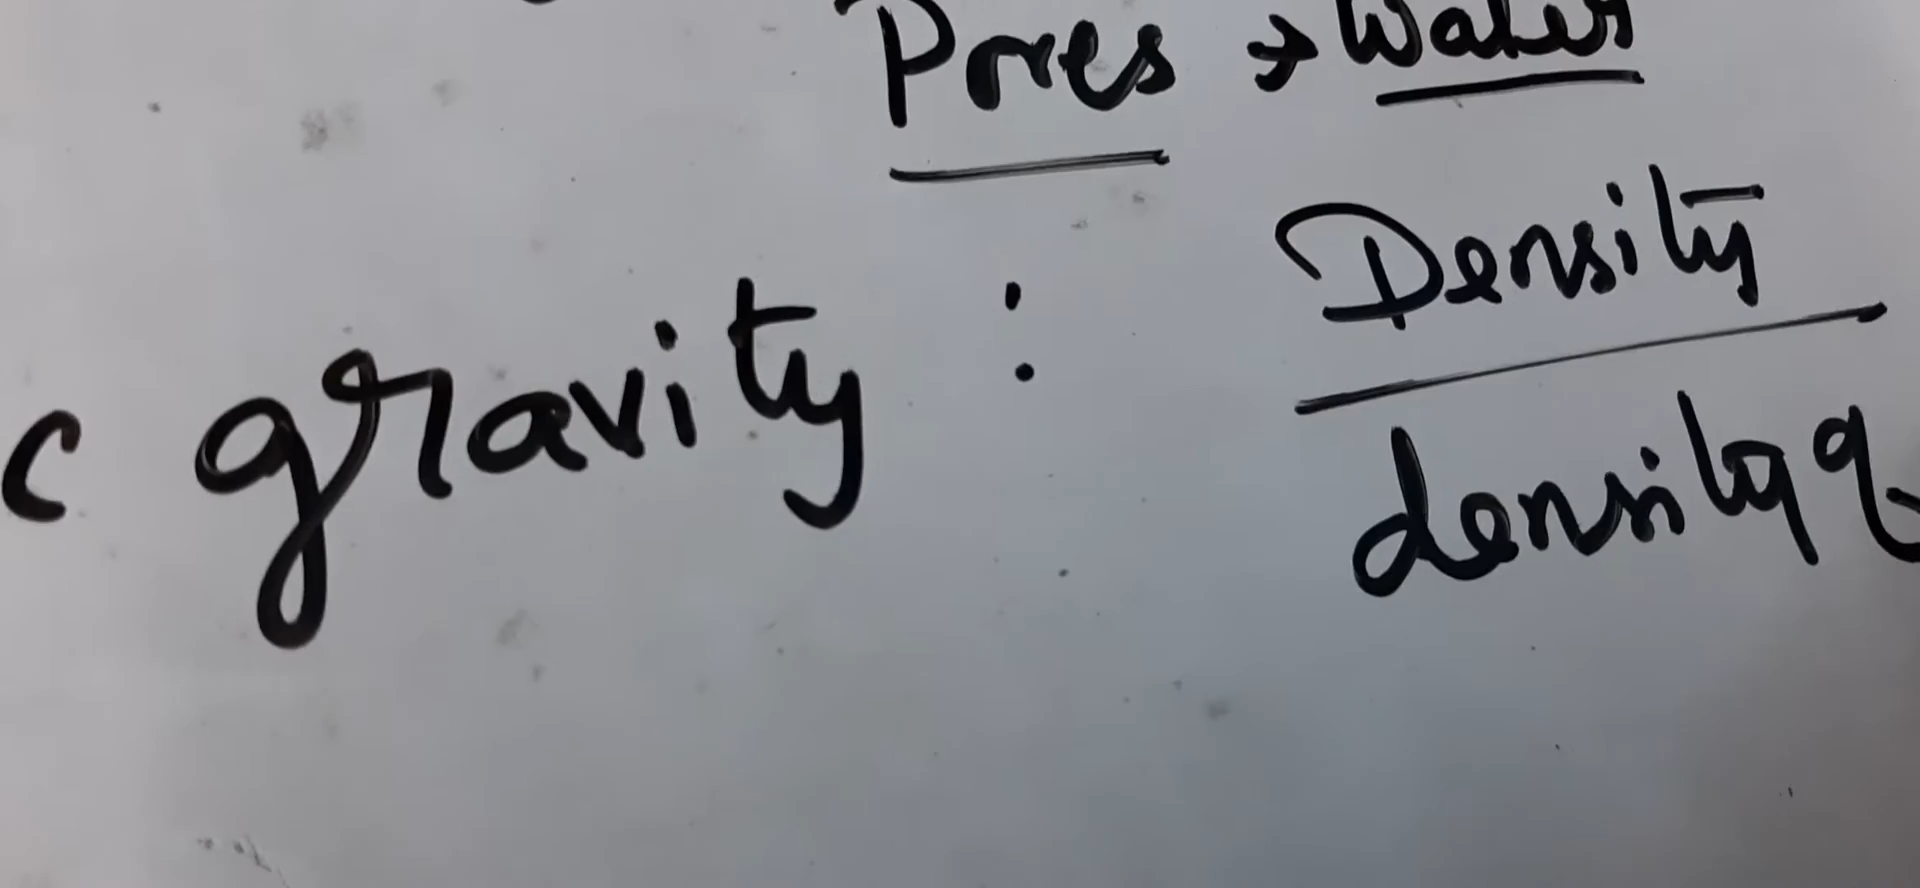 Pores → Water
c gravity : Density
density